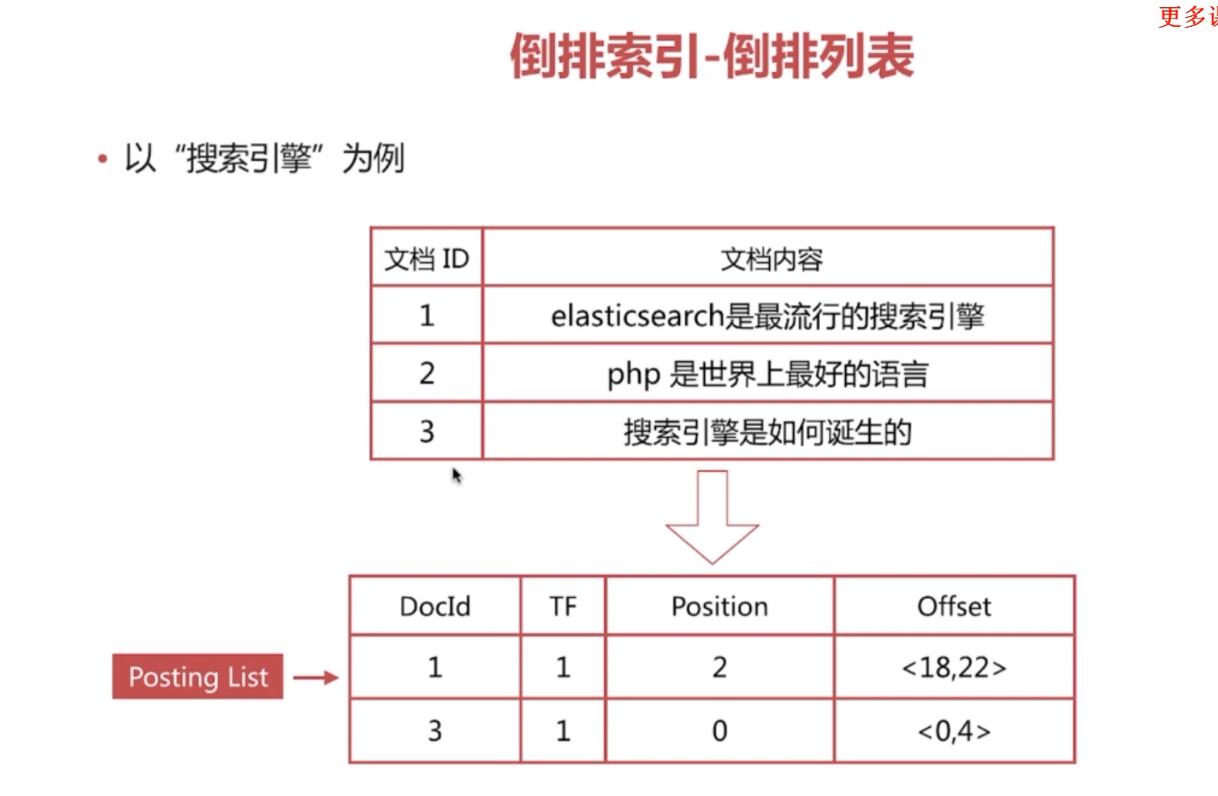 更多
倒排索引-倒排列表
• 以“搜索引擎”为例
文档 ID 文档内容
1 elasticsearch是最流行的搜索引擎
2 php 是世界上最好的语言
3 搜索引擎是如何诞生的
DocId TF Position Offset
Posting List 1 1 2 <18,22>
3 1 0 <0,4>